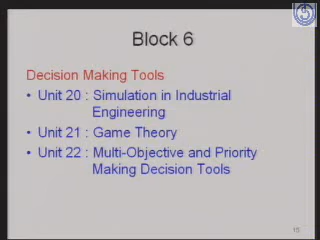 Block 6
Decision Making Tools
• Unit 20 : Simulation in Industrial
Engineering
• Unit 21 : Game Theory
• Unit 22 : Multi-Objective and Priority
Making Decision Tools
15